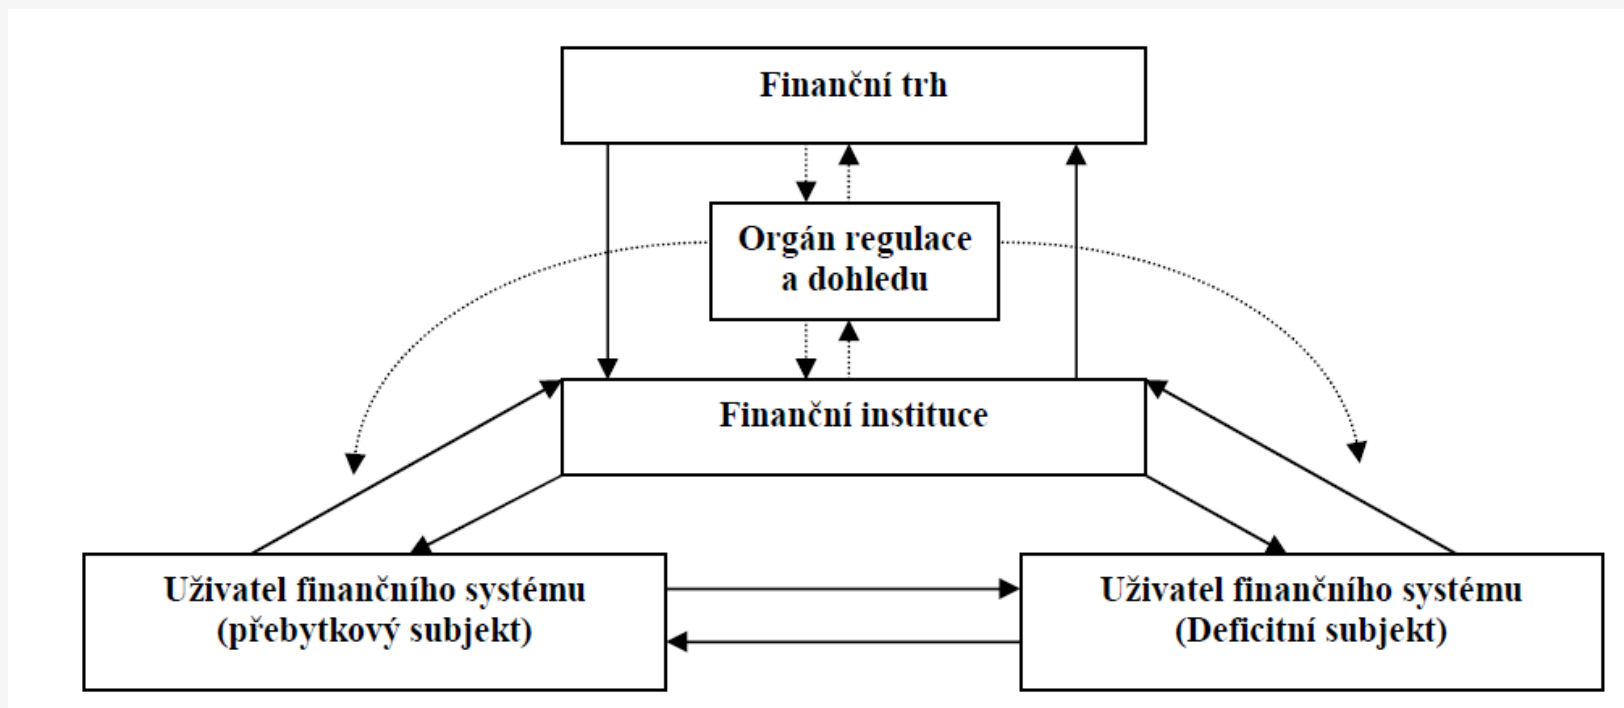 Finanční trh
Orgán regulace
a dohledu
Finanční instituce
Uživatel finančního systému
(přebytkový subjekt)
Uživatel finančního systému
(Deficitní subjekt)